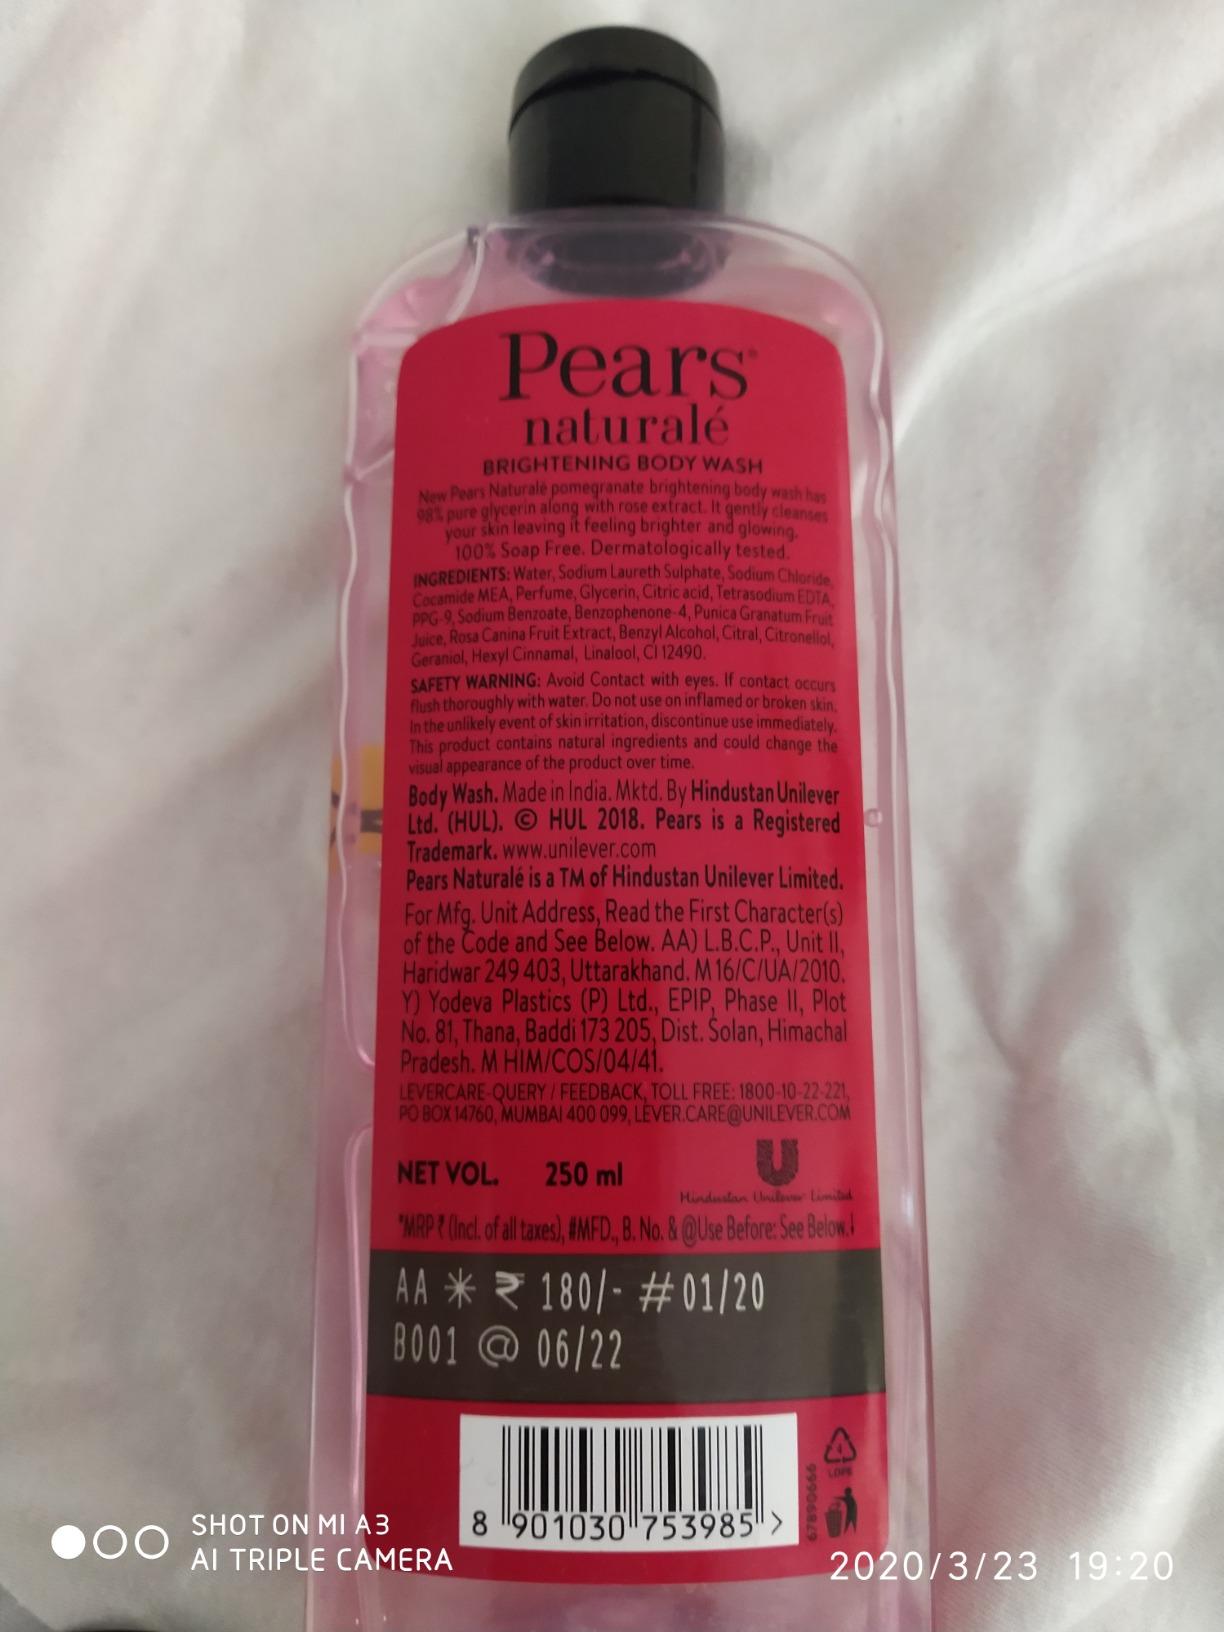 Pears®
naturalé
BRIGHTENING BODY WASH
New Pears Naturalé pomegranate brightening body wash has
98% pure glycerin along with rose extract. It gently cleanses
your skin leaving it feeling brighter and glowing.
100% Soap Free. Dermatologically tested.
INGREDIENTS: Water, Sodium Laureth Sulphate, Sodium Chloride,
Cocamide MEA, Perfume, Glycerin, Citric acid, Tetrasodium EDTA,
PPG-9, Sodium Benzoate, Benzophenone-4, Punica Granatum Fruit
Juice, Rosa Canina Fruit Extract, Benzyl Alcohol, Citral, Citronellol,
Geraniol, Hexyl Cinnamal, Linalool, CI 12490.
SAFETY WARNING: Avoid Contact with eyes. If contact occurs
flush thoroughly with water. Do not use on inflamed or broken skin.
In the unlikely event of skin irritation, discontinue use immediately.
This product contains natural ingredients and could change the
visual appearance of the product over time.
Body Wash. Made in India. Mktd. By Hindustan Unilever
Ltd. (HUL). © HUL 2018. Pears is a Registered
Trademark. www.unilever.com
Pears Naturalé is a TM of Hindustan Unilever Limited.
For Mfg. Unit Address, Read the First Character(s)
of the Code and See Below. AA) L.B.C.P., Unit II,
Haridwar 249 403, Uttarakhand. M 16/C/UA/2010.
Y) Yodeva Plastics (P) Ltd., EPIP, Phase II, Plot
No. 81, Thana, Baddi 173 205, Dist. Solan, Himachal
Pradesh. M HIM/COS/04/41.
LEVERCARE-QUERY / FEEDBACK, TOLL FREE: 1800-10-22-221,
PO BOX 14760, MUMBAI 400 099, LEVER.CARE@UNILEVER.COM
NET VOL. 250 ml
Hindustan Unilever Limited
*MRP ₹ (Incl. of all taxes), #MFD., B. No. & @Use Before: See Below.↓
AA * ₹ 180/- #01/20
B001 @ 06/22
4
LDPE
67890666
8 901030 753985 >
SHOT ON MI A3
AI TRIPLE CAMERA
2020/3/23 19:20